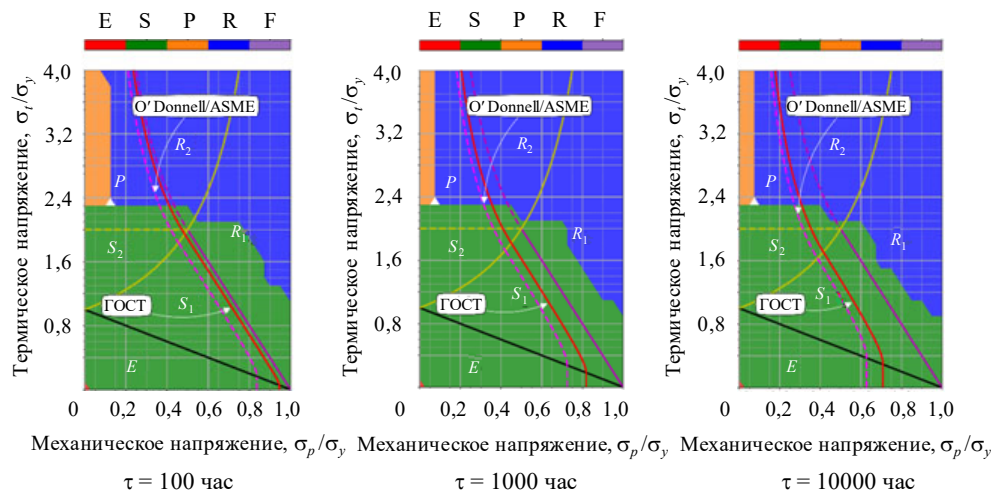 E S P R F
E S P R F
Термическое напряжение, σt/σy
4,0
3,2
2,4
1,6
0,8
O′ Donnell/ASME
R2
P
R1
S2
ГОСТ
S1
E
0 0,2 0,4 0,6 0,8 1,0
Механическое напряжение, σp/σy
τ = 100 час
Термическое напряжение, σt/σy
4,0
3,2
2,4
1,6
0,8
O′ Donnell/ASME
R2
P
R1
S2
ГОСТ
S1
E
0 0,2 0,4 0,6 0,8 1,0
Механическое напряжение, σp/σy
τ = 1000 час
Термическое напряжение, σt/σy
4,0
3,2
2,4
1,6
0,8
O′ Donnell/ASME
R2
P
R1
S2
ГОСТ
S1
E
0 0,2 0,4 0,6 0,8 1,0
Механическое напряжение, σp/σy
τ = 10000 час